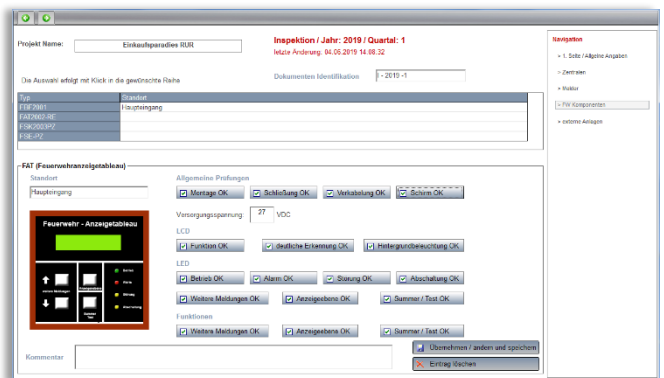 Projekt Name:
Einkaufsparadies RUR
Inspektion / Jahr: 2019 / Quartal: 1
letzte Änderung: 04.06.2019 14:08:32
Die Auswahl erfolgt mit Klick in die gewünschte Reihe
Dokumenten Identifikation
I - 2019 -1
Typ
Standort
FBF2001
Haupteingang
FAT2002-RE
FSK2003PZ
FSE-PZ
FAT (Feuerwehranzeigetableau)
Standort
Haupteingang
Allgemeine Prüfungen
Montage OK
Schließung OK
Verkabelung OK
Schirm OK
Versorgungsspannung:
27
VDC
LCD
Funktion OK
deutliche Erkennung OK
Hintergrundbeleuchtung OK
LED
Betrieb OK
Alarm OK
Störung OK
Abschaltung OK
Weitere Meldungen OK
Anzeigeebene OK
Summer / Test OK
Funktionen
Weitere Meldungen OK
Anzeigeebene OK
Summer / Test OK
Feuerwehr - Anzeigetableau
Kommentar
Übernehmen / ändern und speichern
Eintrag löschen
Navigation
» Zentralen
» Melder
» FW Komponenten
» externe Anlagen